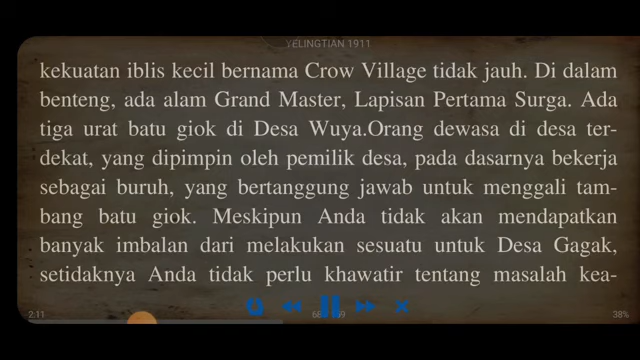 YELINGTIAN 1911
kekuatan iblis kecil bernama Crow Village tidak jauh. Di dalam
benteng, ada alam Grand Master, Lapisan Pertama Surga. Ada
tiga urat batu giok di Desa Wuya.Orang dewasa di desa ter-
dekat, yang dipimpin oleh pemilik desa, pada dasarnya bekerja
sebagai buruh, yang bertanggung jawab untuk menggali tam-
bang batu giok. Meskipun Anda tidak akan mendapatkan
banyak imbalan dari melakukan sesuatu untuk Desa Gagak,
setidaknya Anda tidak perlu khawatir tentang masalah kea-
2:11
38%